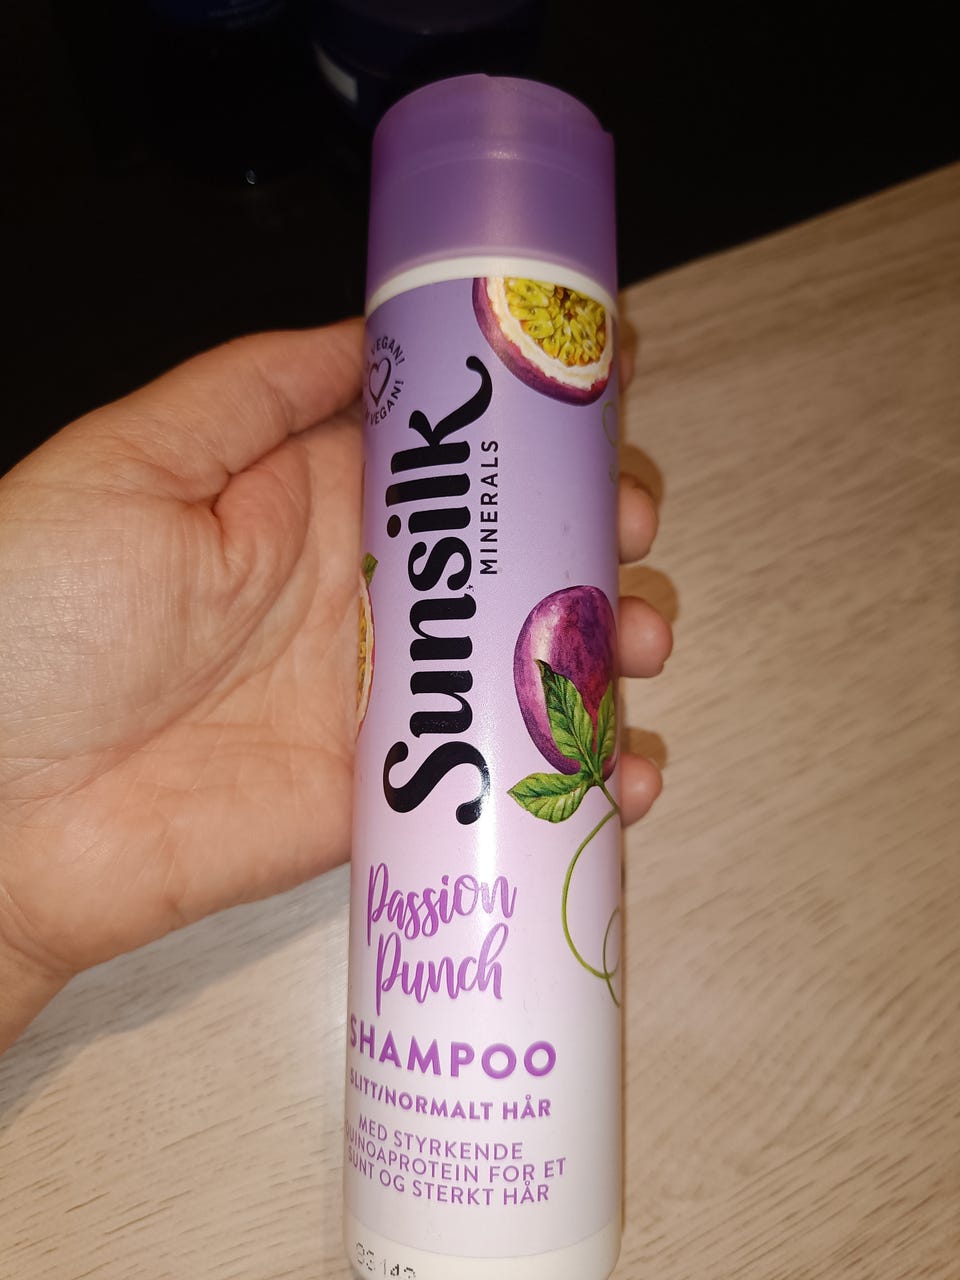 VEGAN!
VEGAN!
Sunsilk
MINERALS
Passion
Punch
SHAMPOO
SLITT/NORMALT HÅR
MED STYRKENDE
QUINOAPROTEIN FOR ET
SUNT OG STERKT HÅR